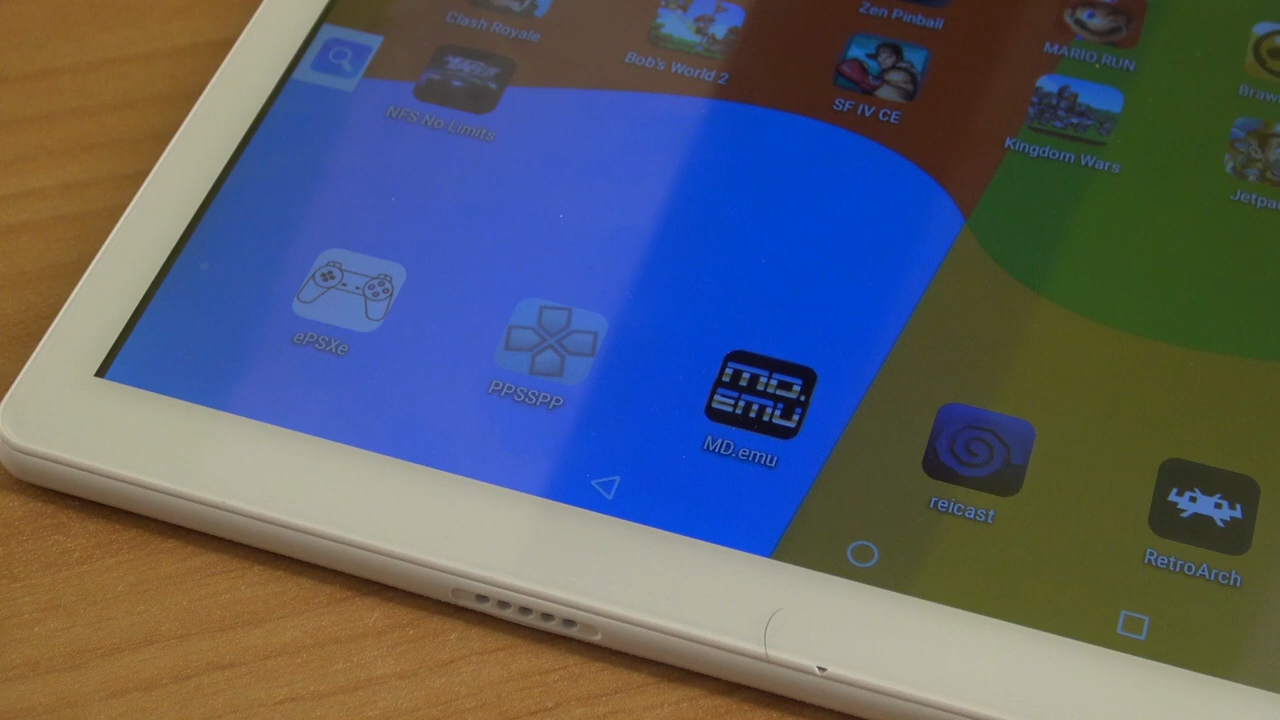 Clash Royale
Bob's World 2
Zen Pinball
MARIO RUN
NFS No Limits
SF IV CE
Kingdom Wars
ePSXe
PPSSPP
MD.
EMU
MD.emu
reicast
RetroArch